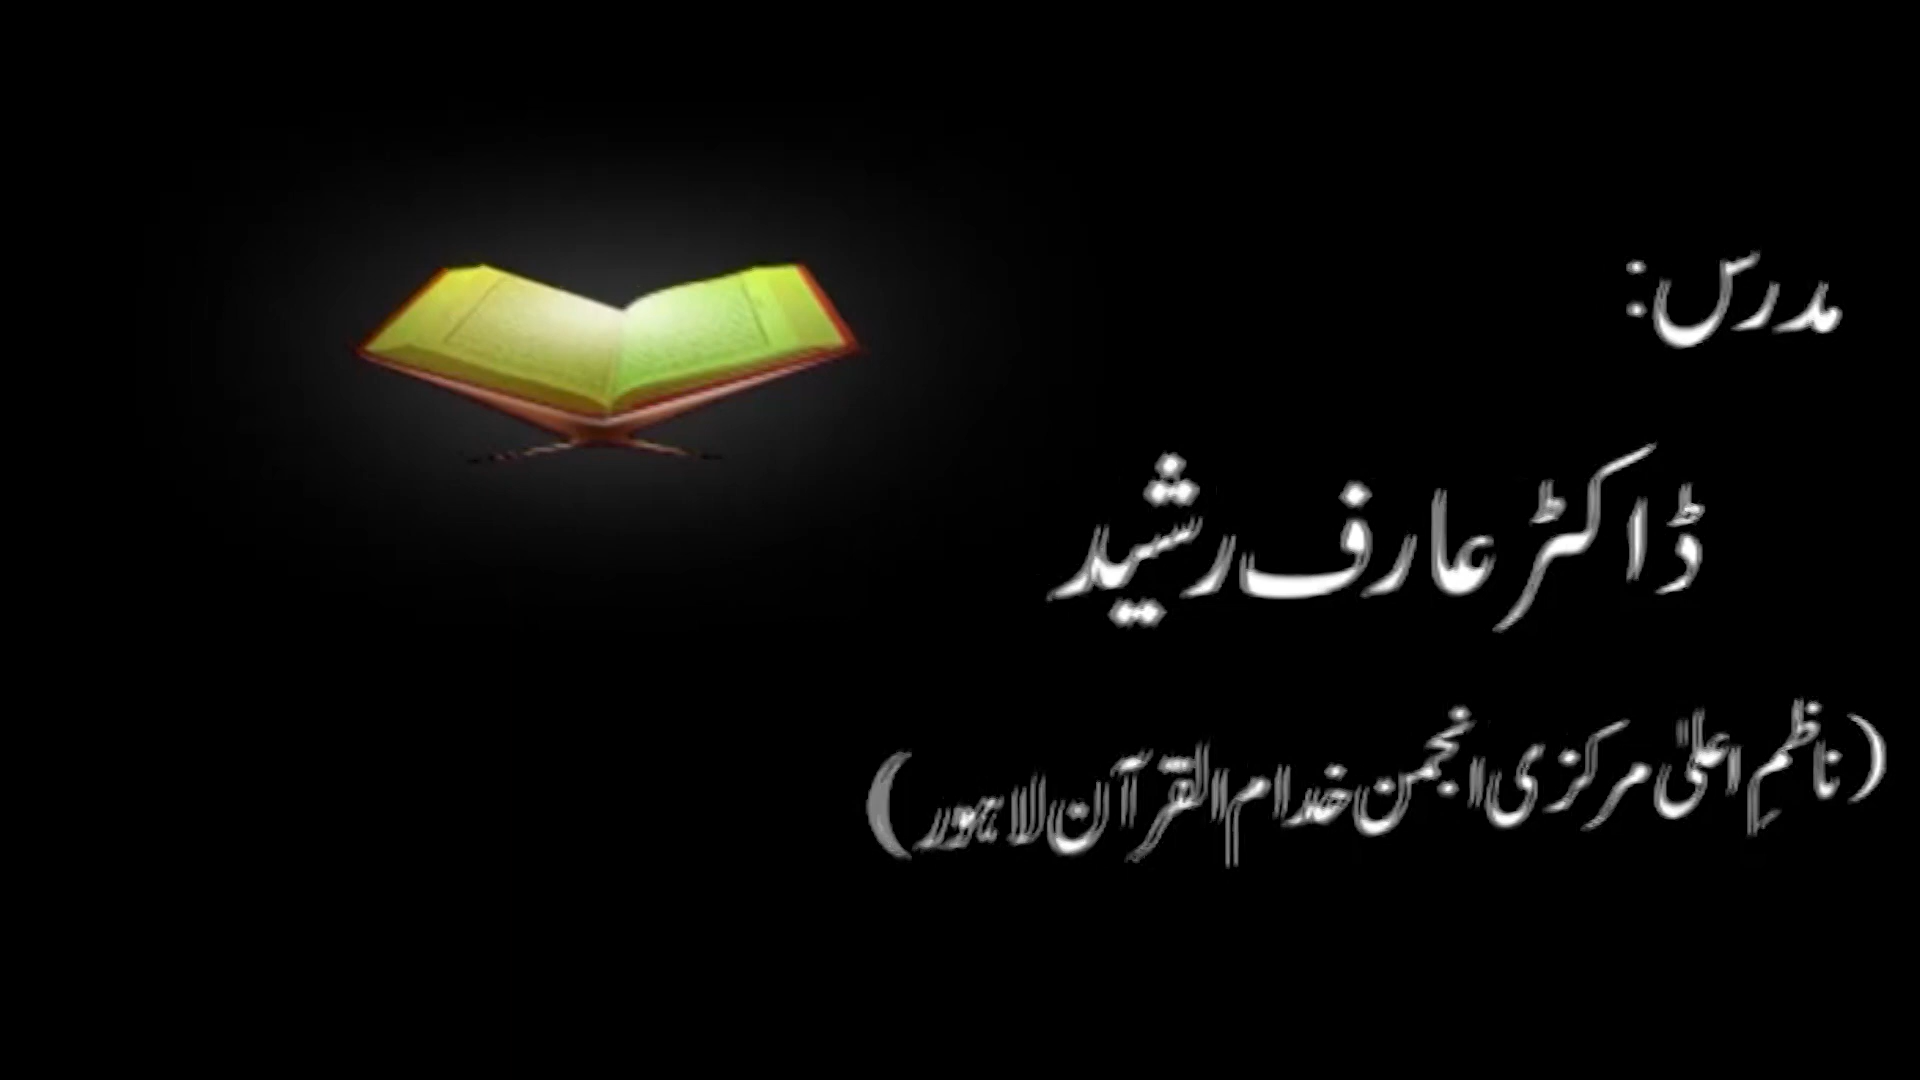 مدرس:
ڈاکٹر عارف رشید
(ناظمِ اعلیٰ مرکزی انجمن خدام القرآن لاہور)